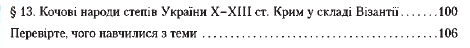 § 13. Кочові народи степів України X–XIII ст. Крим у складі Візантії.......100
Перевірте, чого навчилися з теми ......................................106